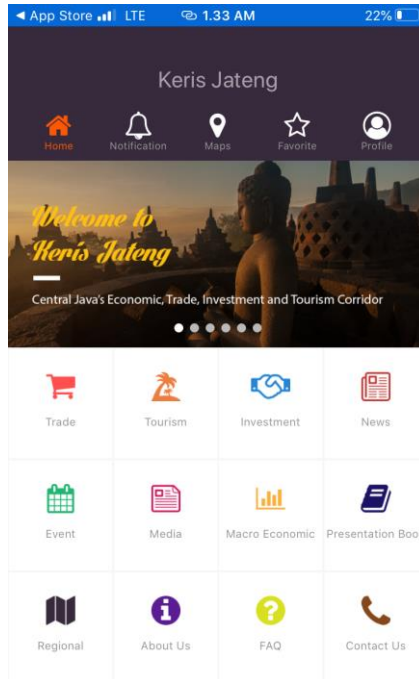 App Store LTE 1.33 AM 22%
Keris Jateng
Home Notification Maps Favorite Profile
Welcome to
Keris Jateng
Central Java's Economic, Trade, Investment and Tourism Corridor
Trade Tourism Investment News
Event Media Macro Economic Presentation Boo
Regional About Us FAQ Contact Us